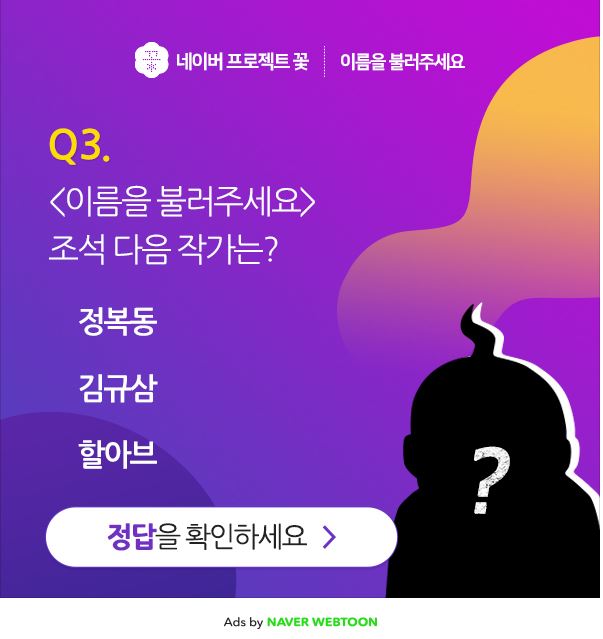 꽃 네이버 프로젝트 꽃 이름을 불러주세요
Q3.
<이름을 불러주세요>
조석 다음 작가는?
정복동
김규삼
할아브
?
정답을 확인하세요 >
Ads by NAVER WEBTOON